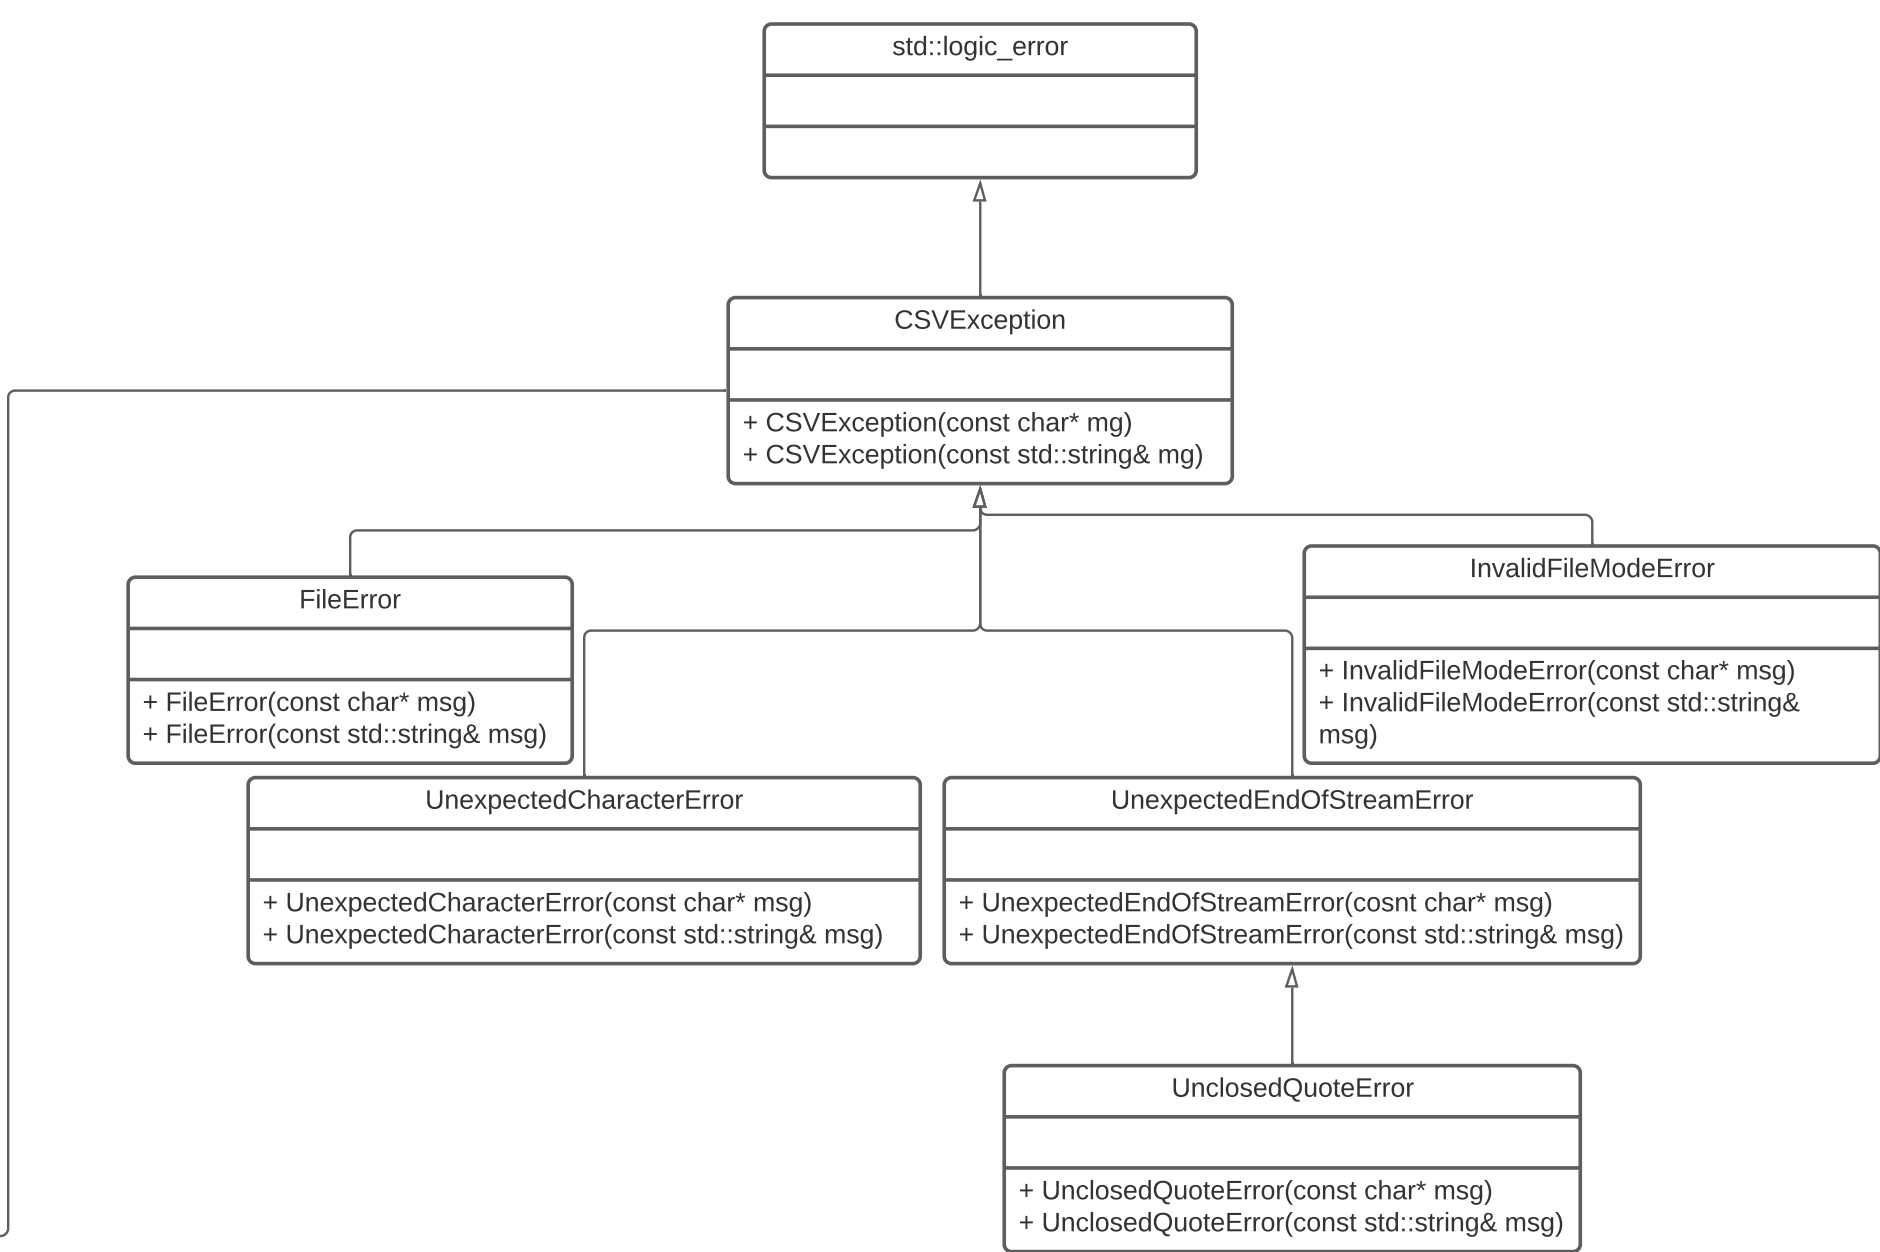 std::logic_error
CSVException
+ CSVException(const char* mg)
+ CSVException(const std::string& mg)
FileError
+ FileError(const char* msg)
+ FileError(const std::string& msg)
InvalidFileModeError
+ InvalidFileModeError(const char* msg)
+ InvalidFileModeError(const std::string&
msg)
UnexpectedCharacterError
+ UnexpectedCharacterError(const char* msg)
+ UnexpectedCharacterError(const std::string& msg)
UnexpectedEndOfStreamError
+ UnexpectedEndOfStreamError(cosnt char* msg)
+ UnexpectedEndOfStreamError(const std::string& msg)
UnclosedQuoteError
+ UnclosedQuoteError(const char* msg)
+ UnclosedQuoteError(const std::string& msg)